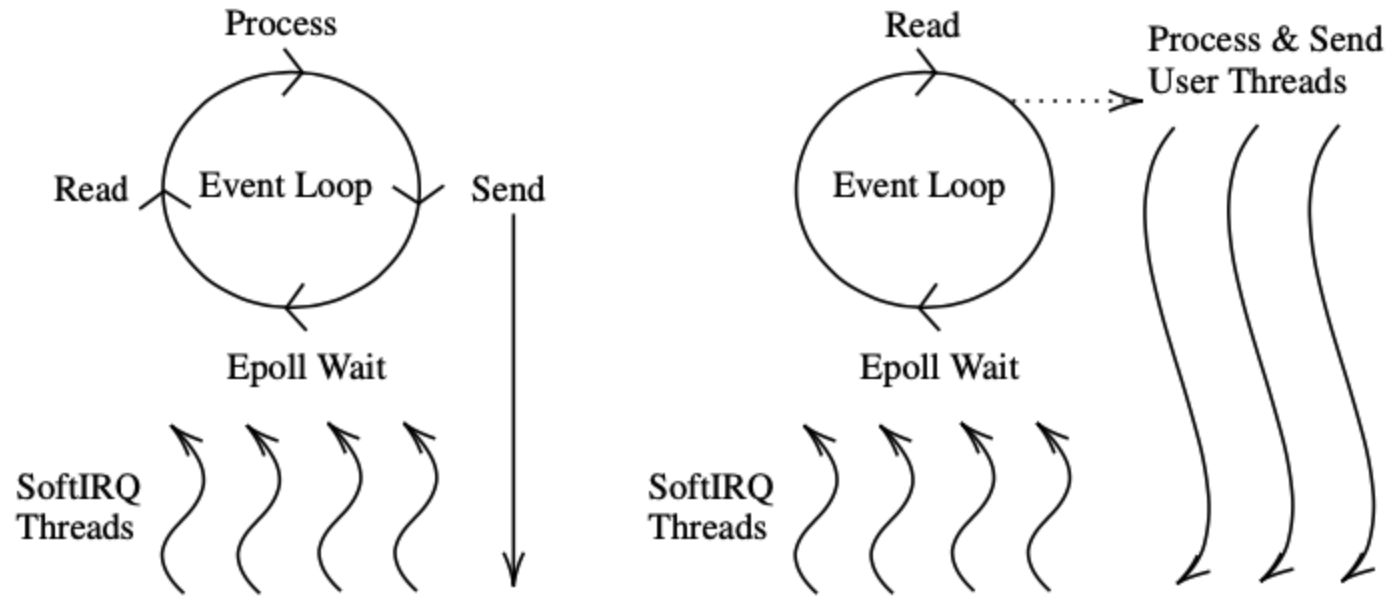 Process
Read
Event Loop
Send
Epoll Wait
SoftIRQ
Threads
Read
Process & Send
User Threads
Event Loop
Epoll Wait
SoftIRQ
Threads